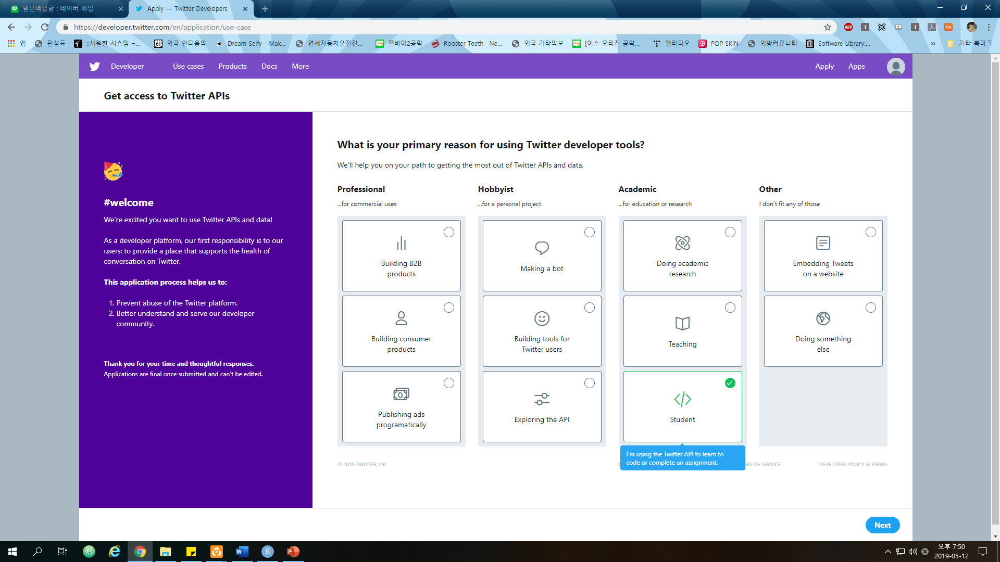 받은메일함 : 네이버 메일
Apply — Twitter Developers
https://developer.twitter.com/en/application/use-case
ABP
앱
편성표
::시원한 시스템 =...
61
외국 인디음악
Dream Selfy - Mak...
연세자동차운전전...
blog
쯔바이2공략
Rooster Teeth · Ne...
외국 기타악보
blog
[이스 오리진 공략...
웹라디오
POP SKIN
외방커뮤니티
Software Library:...
»
기타 북마크
Developer
Use cases
Products
Docs
More
Apply
Apps
Get access to Twitter APIs
#welcome
We’re excited you want to use Twitter APIs and data!
As a developer platform, our first responsibility is to our
users: to provide a place that supports the health of
conversation on Twitter.
This application process helps us to:
1. Prevent abuse of the Twitter platform.
2. Better understand and serve our developer
community.
Thank you for your time and thoughtful responses.
Applications are final once submitted and can’t be edited.
What is your primary reason for using Twitter developer tools?
We'll help you on your path to getting the most out of Twitter APIs and data.
Professional
...for commercial uses
Building B2B
products
Building consumer
products
Publishing ads
programatically
Hobbyist
...for a personal project
Making a bot
Building tools for
Twitter users
Exploring the API
Academic
...for education or research
Doing academic
research
Teaching
Student
I'm using the Twitter API to learn to
code or complete an assignment.
Other
I don't fit any of those
Embedding Tweets
on a website
Doing something
else
© 2019 TWITTER, INC
MS OF SERVICE
DEVELOPER POLICY & TERMS
Next
오후 7:50
2019-05-12